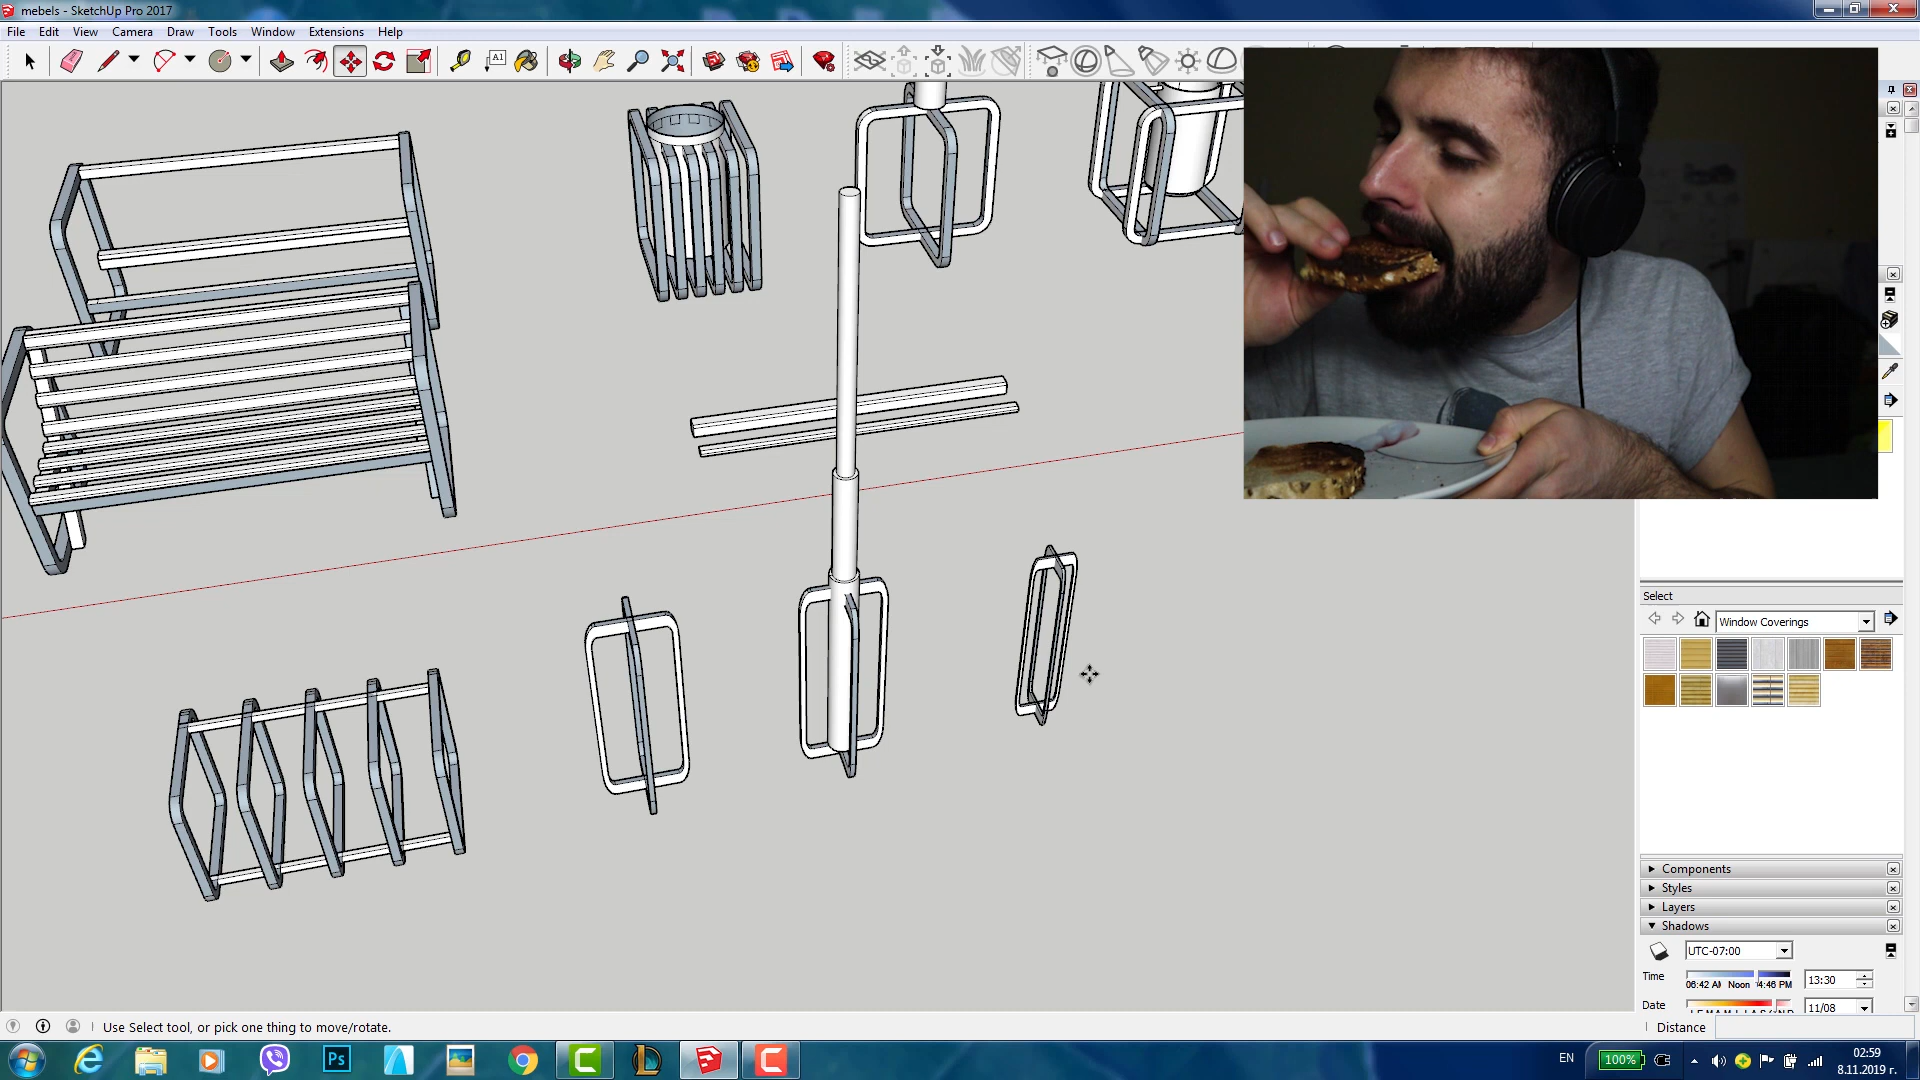 mebels - SketchUp Pro 2017
File Edit View Camera Draw Tools Window Extensions Help
A1
Select
Window Coverings
Components
Styles
Layers
Shadows
UTC-07:00
Time
06:42 AM Noon 4:46 PM
13:30
Date
11/08
Use Select tool, or pick one thing to move/rotate.
Distance
Ps
EN
100%
02:59
8.11.2019 г.